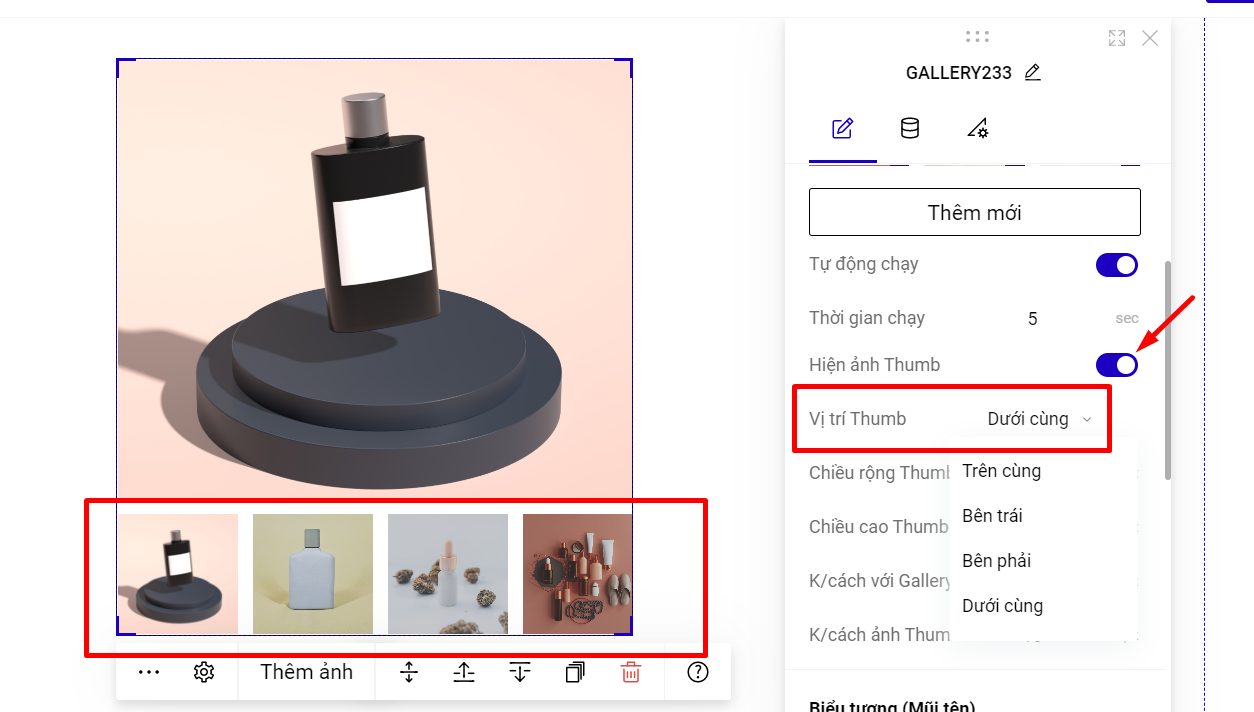 GALLERY233
Thêm mới
Tự động chạy
Thời gian chạy 5 sec
Hiện ảnh Thumb
Vị trí Thumb Dưới cùng
Trên cùng
Bên trái
Bên phải
Dưới cùng
Chiều rộng Thumb
Chiều cao Thumb
K/cách với Gallery
K/cách ảnh Thum
Biểu tượng (Mũi tên)
Thêm ảnh